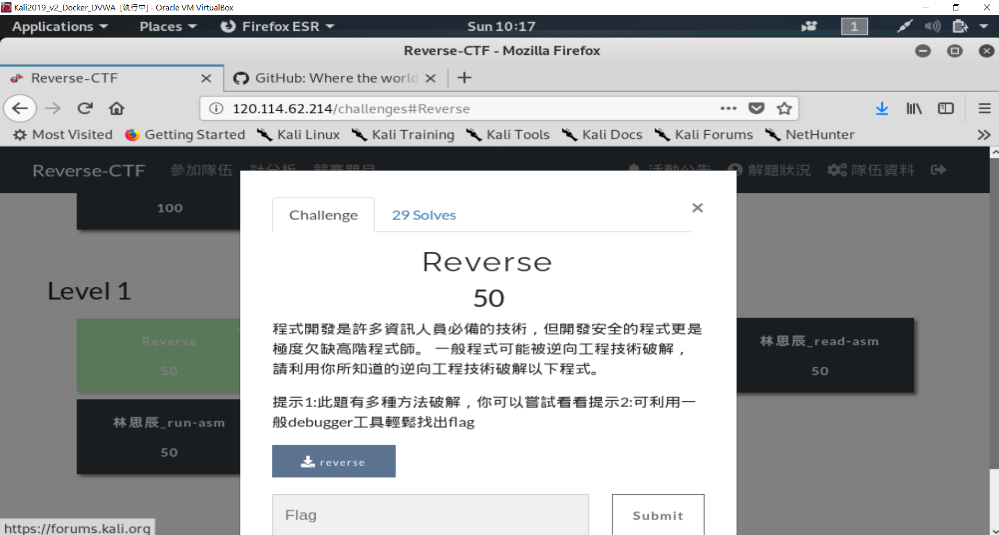 Kali2019_v2_Docker_DVWA [執行中] - Oracle VM VirtualBox
Applications Places Firefox ESR Sun 10:17 1
Reverse-CTF - Mozilla Firefox
Reverse-CTF GitHub: Where the world
120.114.62.214/challenges#Reverse
Most Visited Getting Started Kali Linux Kali Training Kali Tools Kali Docs Kali Forums NetHunter
Reverse-CTF 參加隊伍 計分板 競賽題目 活動公告 解題狀況 隊伍資料
100
Challenge 29 Solves
Reverse
50
Level 1
程式開發是許多資訊人員必備的技術，但開發安全的程式更是
極度欠缺高階程式師。 一般程式可能被逆向工程技術破解，
請利用你所知道的逆向工程技術破解以下程式。
提示1:此題有多種方法破解，你可以嘗試看看提示2:可利用一
般debugger工具輕鬆找出flag
reverse
Flag Submit
Reverse
50
林思辰_read-asm
50
林思辰_run-asm
50
https://forums.kali.org